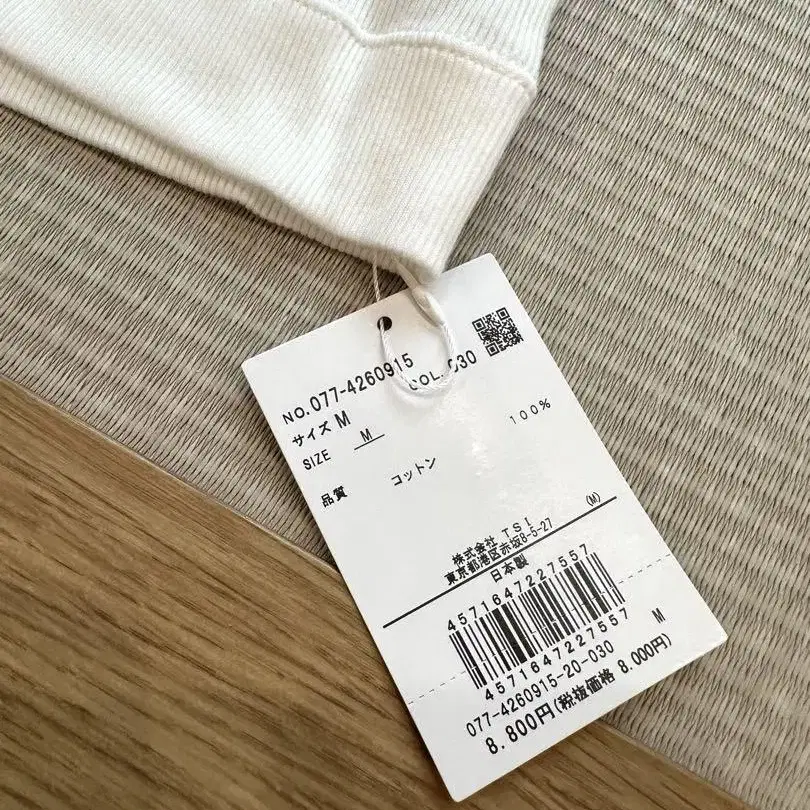 NO. 077-4260915 COL. 030
サイズ M
SIZE M
品質 コットン 100%
(M)
株式会社 TSI
東京都港区赤坂8-5-27
日本製
4571647227557
4571647227557
077-4260915-20-030 M
8.800円(税抜価格 8.000円)